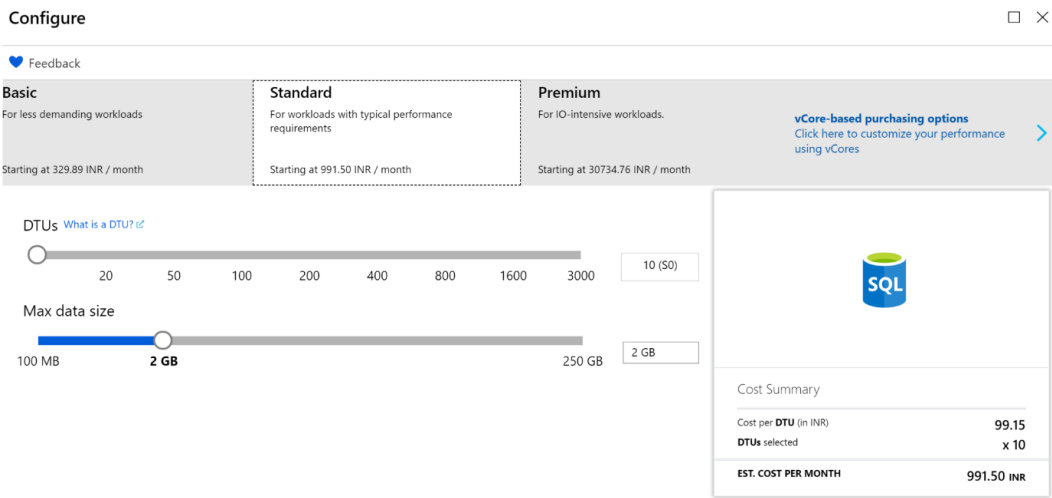 Configure
Feedback
Basic
For less demanding workloads
Starting at 329.89 INR / month
Standard
For workloads with typical performance
requirements
Starting at 991.50 INR / month
Premium
For IO-intensive workloads.
Starting at 30734.76 INR / month
vCore-based purchasing options
Click here to customize your performance
using vCores
DTUs What is a DTU?
20 50 100 200 400 800 1600 3000
10 (S0)
Max data size
100 MB 2 GB 250 GB
2 GB
SQL
Cost Summary
Cost per DTU (in INR) 99.15
DTUs selected x 10
EST. COST PER MONTH 991.50 INR